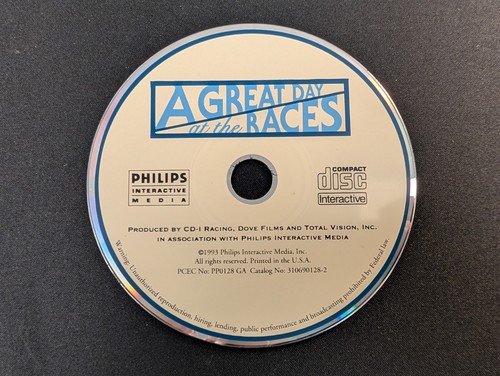 A GREAT DAY
at the RACES
PHILIPS
INTERACTIVE
MEDIA
COMPACT
disc
Interactive
PRODUCED BY CD-I RACING, DOVE FILMS AND TOTAL VISION, INC.
IN ASSOCIATION WITH PHILIPS INTERACTIVE MEDIA
©1993 Philips Interactive Media, Inc.
All rights reserved. Printed in the U.S.A.
PCEC No: PP0128 GA Catalog No: 310690128-2
Warning: Unauthorized reproduction, hiring, lending, public performance and broadcasting prohibited by Federal law.